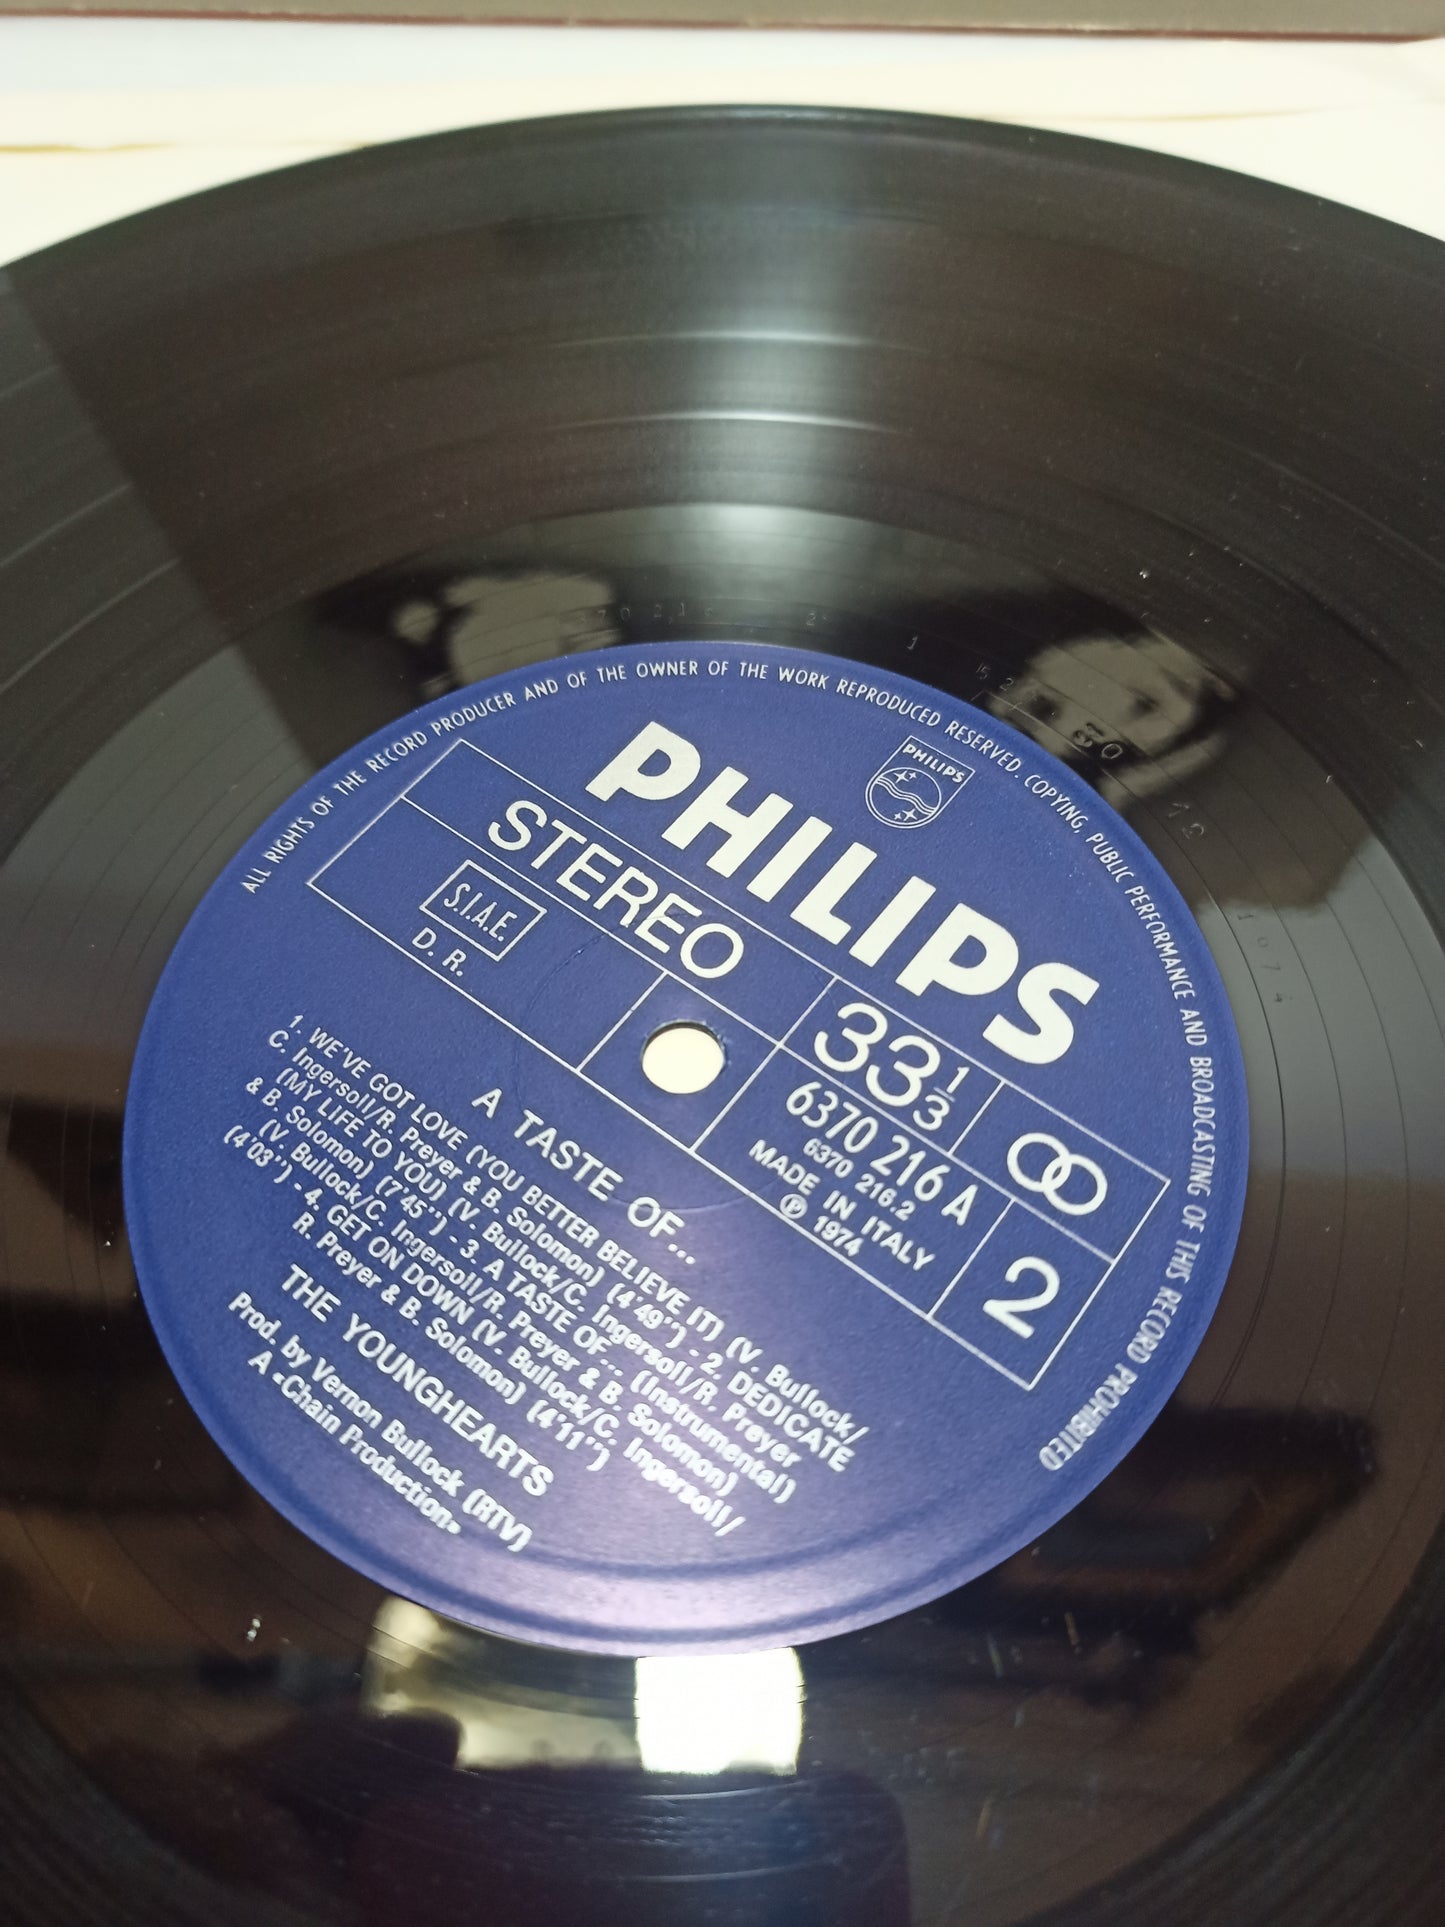 ALL RIGHTS OF THE RECORD PRODUCER AND OF THE OWNER OF THE WORK REPRODUCED RESERVED. COPYING, PUBLIC PERFORMANCE AND BROADCASTING OF THIS RECORD PROHIBITED
PHILIPS
PHILIPS
STEREO
33 1/3
S.I.A.E.
D. R.
6370 216 A
6370 216.2
MADE IN ITALY
℗ 1974
2
A TASTE OF...
1. WE'VE GOT LOVE (YOU BETTER BELIEVE IT) (V. Bullock/
C. Ingersoll/R. Preyer & B. Solomon) (4'49'') - 2. DEDICATE
(MY LIFE TO YOU) (V. Bullock/C. Ingersoll/R. Preyer
& B. Solomon) (7'45'') - 3. A TASTE OF... (Instrumental)
(V. Bullock/C. Ingersoll/R. Preyer & B. Solomon)
(4'03'') - 4. GET ON DOWN (V. Bullock/C. Ingersoll/
R. Preyer & B. Solomon) (4'11'')
THE YOUNGHEARTS
Prod. by Vernon Bullock (RTV)
A «Chain Production»